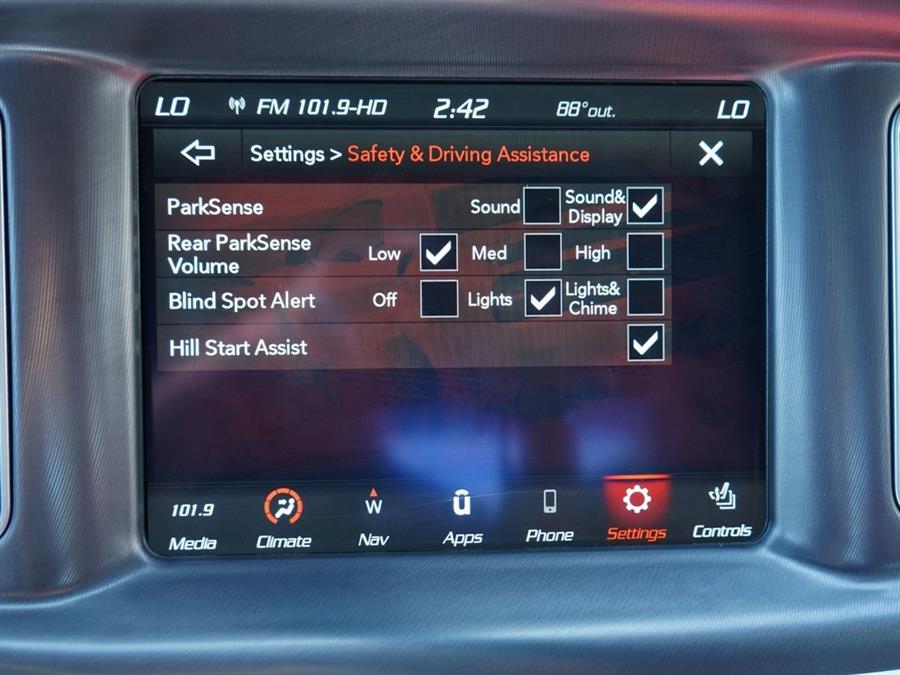 LO FM 101.9-HD 2:42 88°out. LO
Settings > Safety & Driving Assistance
ParkSense Sound Sound&
Display
Rear ParkSense
Volume Low Med High
Blind Spot Alert Off Lights Lights&
Chime
Hill Start Assist
101.9 W ū
Media Climate Nav Apps Phone Settings Controls